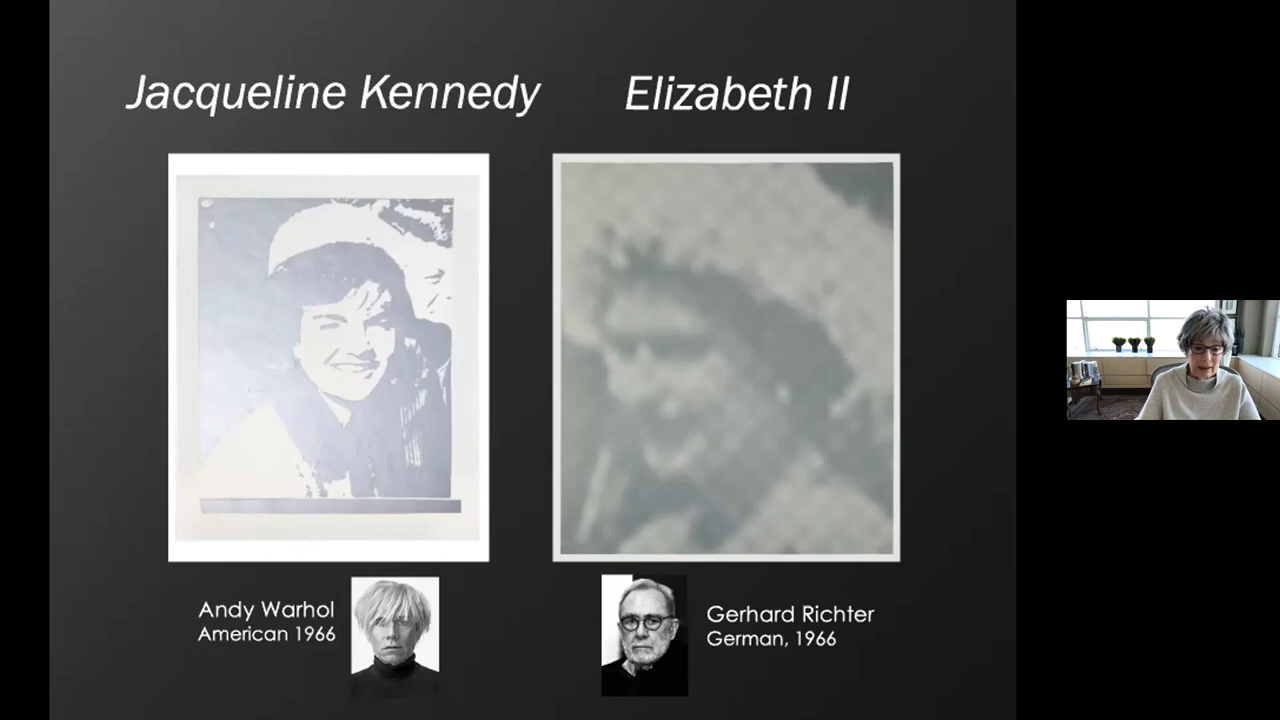 Jacqueline Kennedy
Elizabeth II
Andy Warhol
American 1966
Gerhard Richter
German, 1966